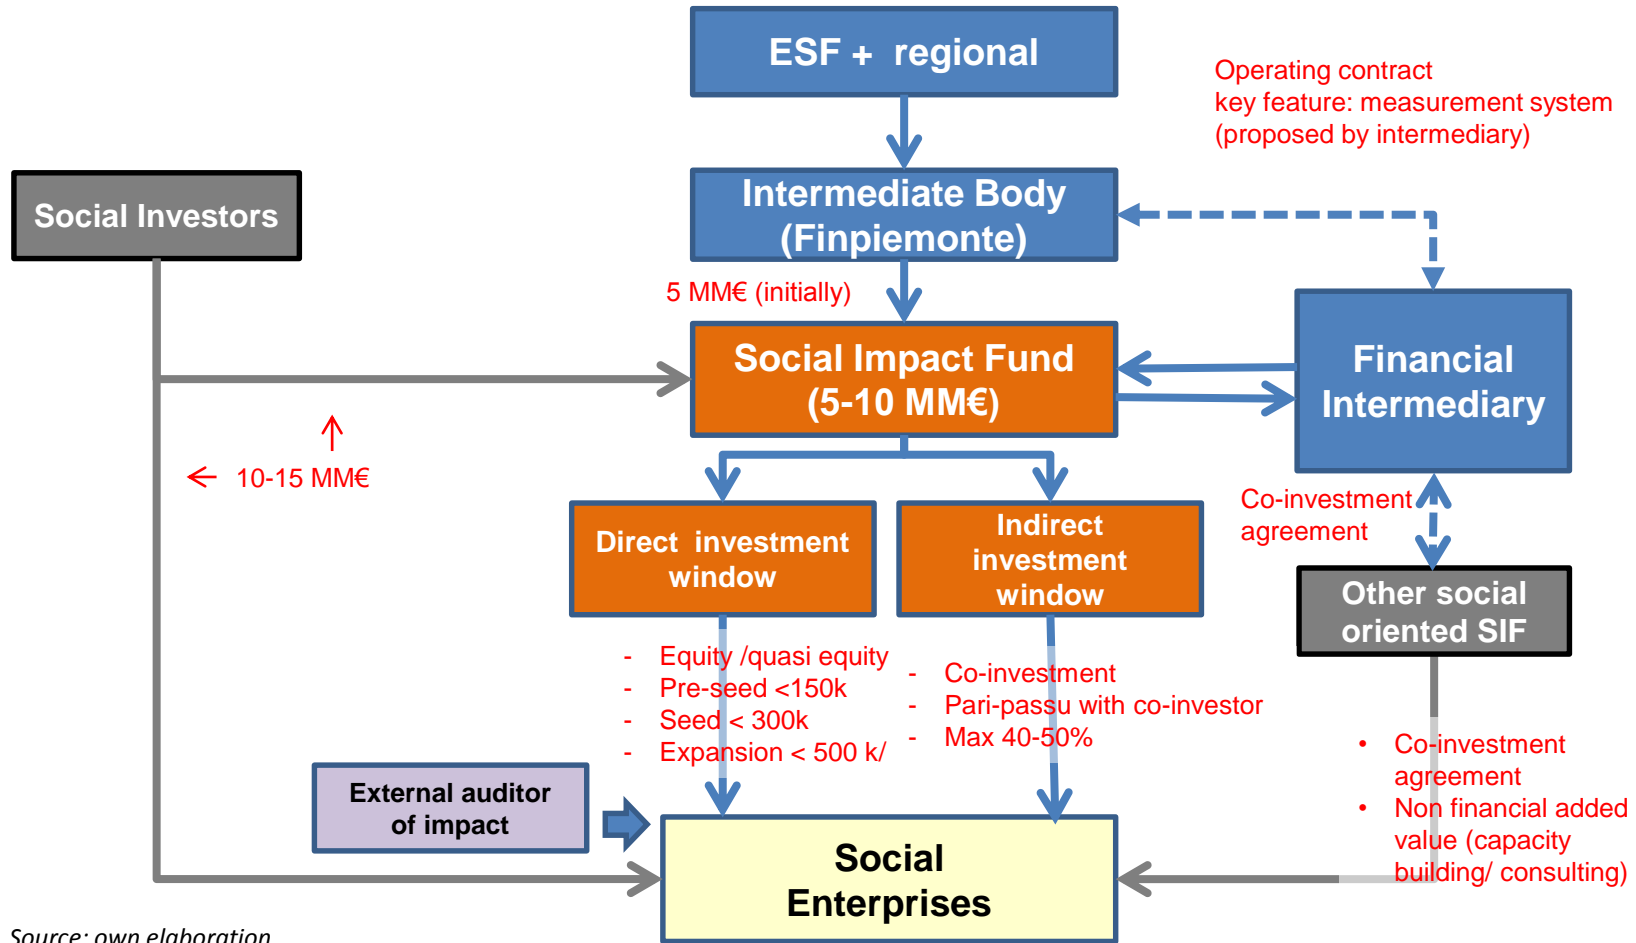 ESF + regional
Operating contract
key feature: measurement system
(proposed by intermediary)
Social Investors
Intermediate Body
(Finpiemonte)
5 MM€ (initially)
Social Impact Fund
(5-10 MM€)
Financial
Intermediary
10-15 MM€
Direct investment
window
Indirect
investment
window
Co-investment
agreement
Other social
oriented SIF
- Equity /quasi equity
- Pre-seed <150k
- Seed < 300k
- Expansion < 500 k/
- Co-investment
- Pari-passu with co-investor
- Max 40-50%
• Co-investment
agreement
• Non financial added
value (capacity
building/ consulting)
External auditor
of impact
Social
Enterprises
Source: own elaboration